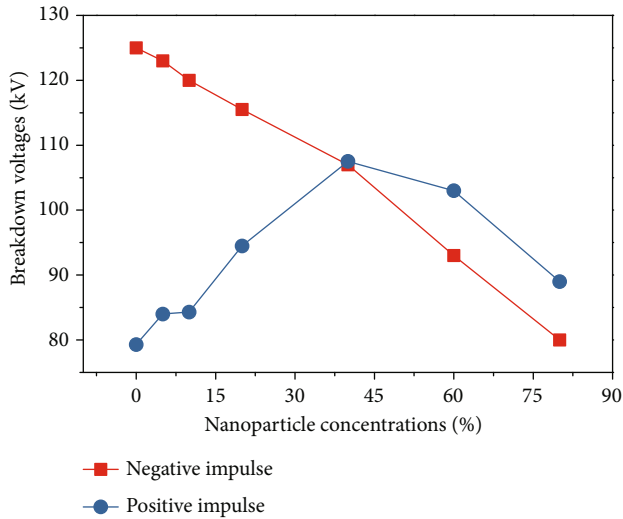 130
120
110
100
90
80
Breakdown voltages (kV)
0 15 30 45 60 75 90
Nanoparticle concentrations (%)
Negative impulse
Positive impulse